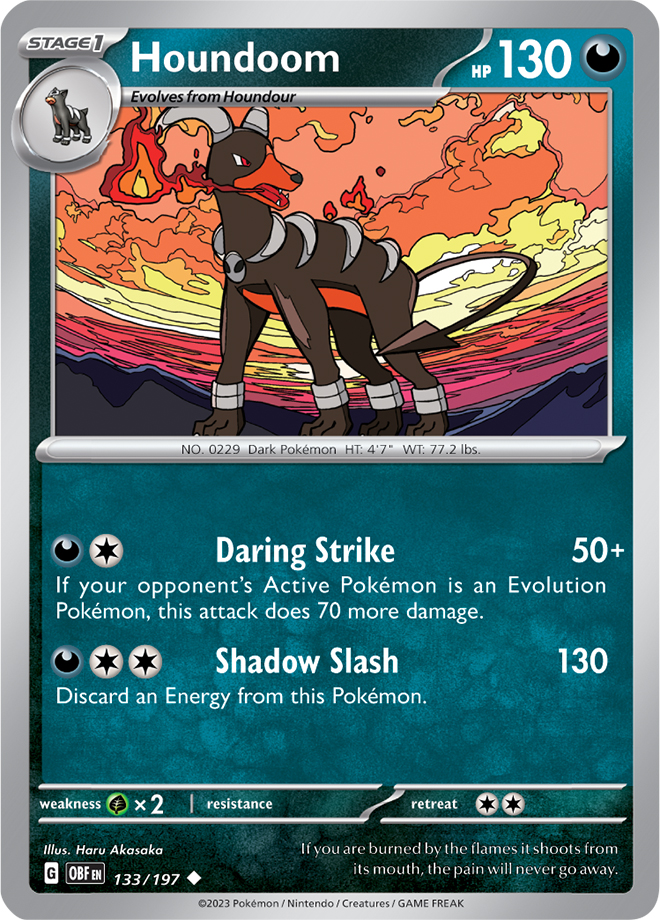 STAGE1
Houndoom
HP 130
Evolves from Houndour
NO. 0229 Dark Pokémon HT: 4'7" WT: 77.2 lbs.
Daring Strike 50+
If your opponent's Active Pokémon is an Evolution
Pokémon, this attack does 70 more damage.
Shadow Slash 130
Discard an Energy from this Pokémon.
weakness ×2 resistance retreat
Illus. Haru Akasaka
If you are burned by the flames it shoots from
its mouth, the pain will never go away.
G OBF EN 133/197
©2023 Pokémon / Nintendo / Creatures / GAME FREAK